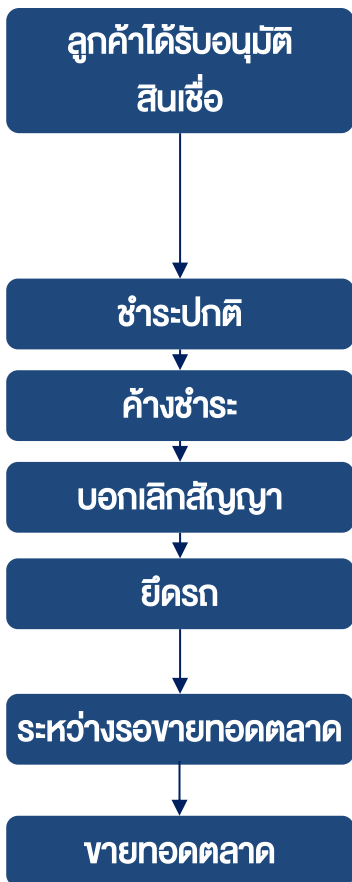 ลูกค้าได้รับอนุมัติ
สินเชื่อ
ชำระปกติ
ค้างชำระ
บอกเลิกสัญญา
ยึดรถ
ระหว่างรอขายทอดตลาด
ขายทอดตลาด